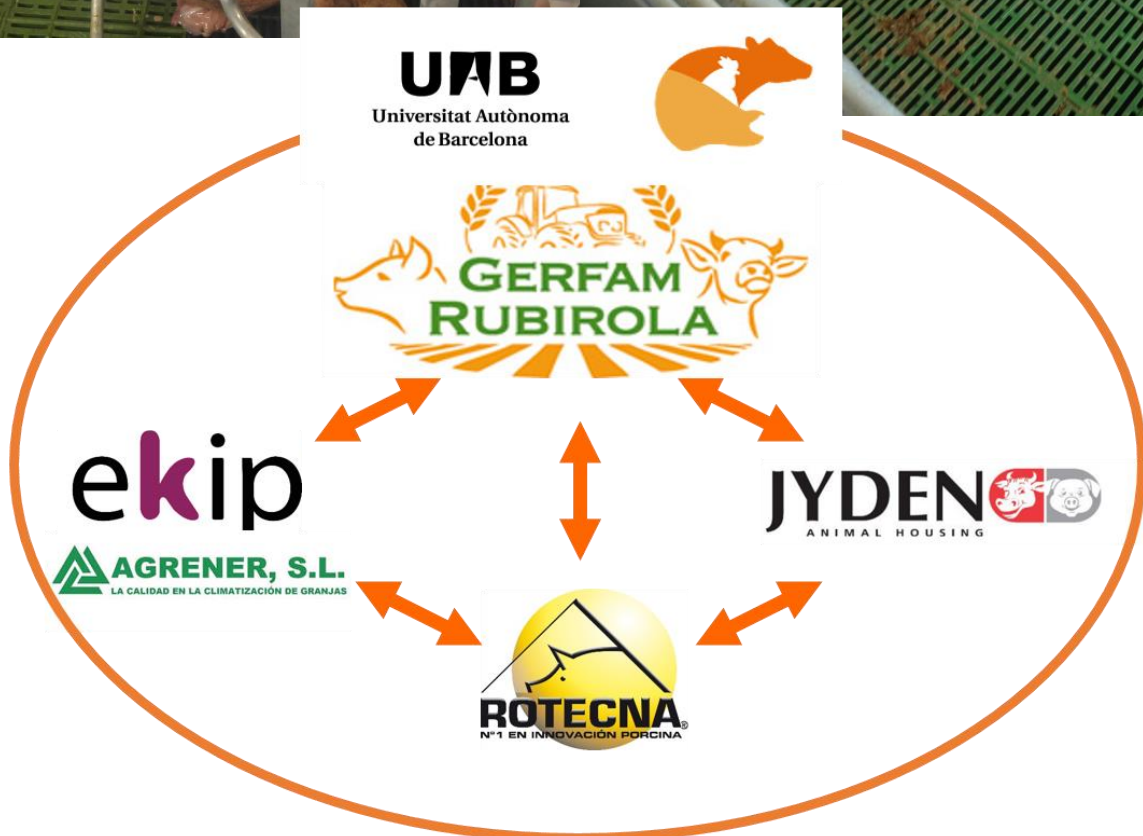 UAB
Universitat Autònoma
de Barcelona
GERFAM
RUBIROLA
ekip
AGRENER, S.L.
LA CALIDAD EN LA CLIMATIZACIÓN DE GRANJAS
JYDEN
ANIMAL HOUSING
ROTECNA®
Nº1 EN INNOVACIÓN PORCINA